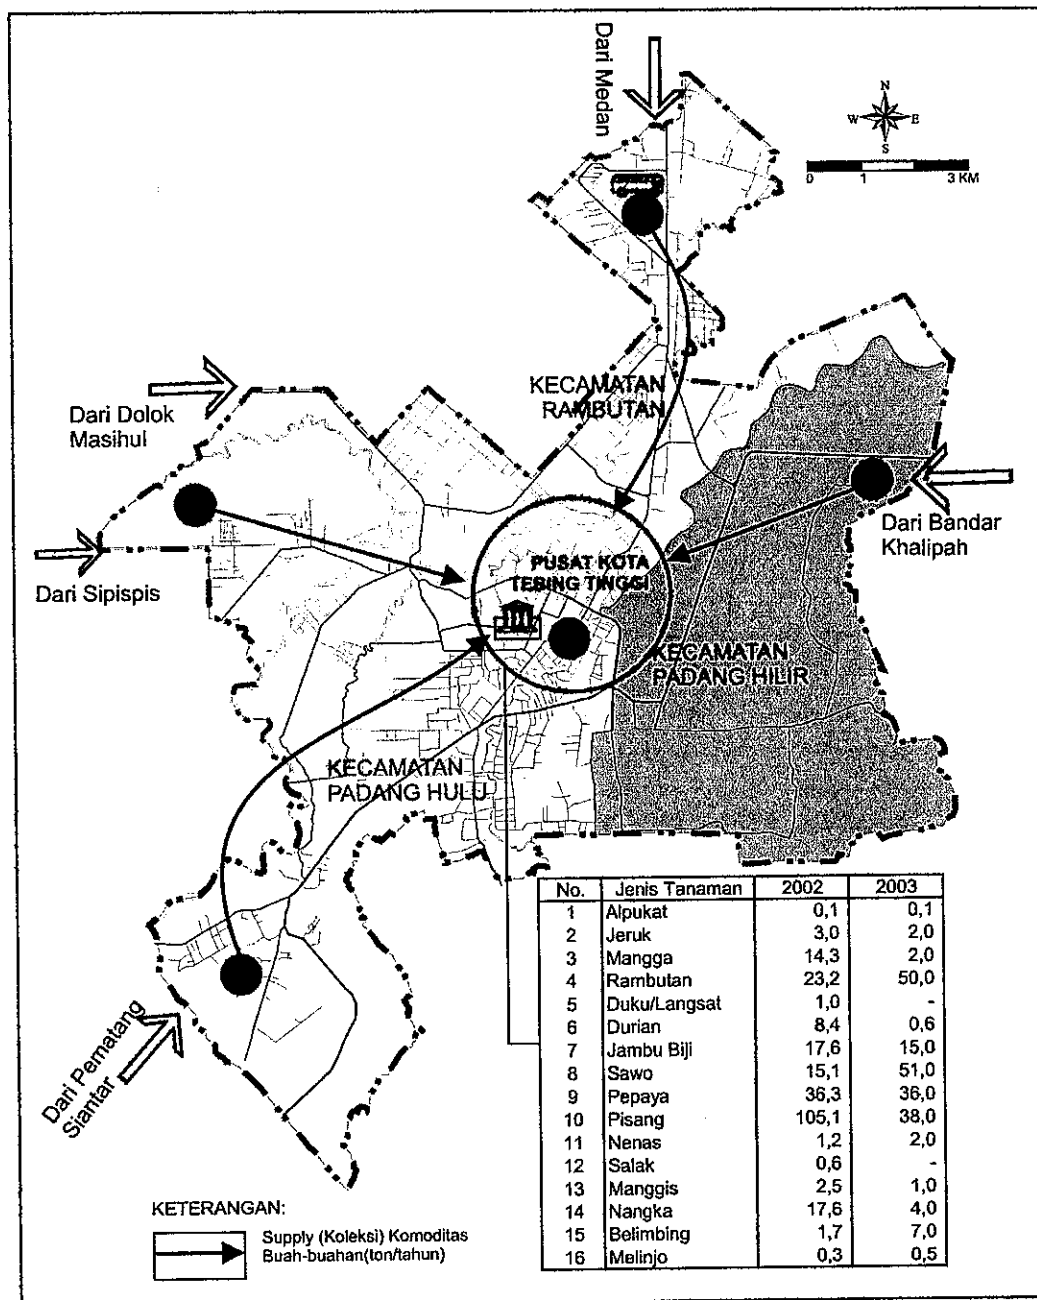 Dari Medan
N
W E
S
0 1 3 KM
KECAMATAN
RAMBUTAN
Dari Dolok
Masihul
Dari Bandar
Khalipah
Dari Sipispis
PUSAT KOTA
TEBING TINGGI
KECAMATAN
PADANG HILIR
KECAMATAN
PADANG HULU
Dari Pematang
Siantar
No. Jenis Tanaman 2002 2003
1 Alpukat 0,1 0,1
2 Jeruk 3,0 2,0
3 Mangga 14,3 2,0
4 Rambutan 23,2 50,0
5 Duku/Langsat 1,0 -
6 Durian 8,4 0,6
7 Jambu Biji 17,6 15,0
8 Sawo 15,1 51,0
9 Pepaya 36,3 36,0
10 Pisang 105,1 38,0
11 Nenas 1,2 2,0
12 Salak 0,6 -
13 Manggis 2,5 1,0
14 Nangka 17,6 4,0
15 Belimbing 1,7 7,0
16 Melinjo 0,3 0,5
KETERANGAN:
Supply (Koleksi) Komoditas
Buah-buahan(ton/tahun)